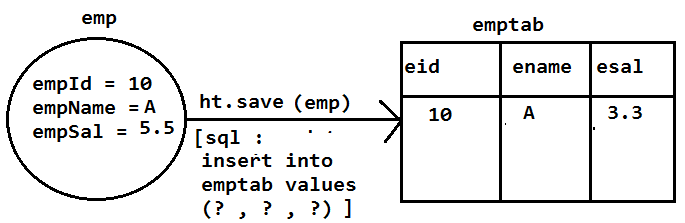 emp
emptab
empId = 10
empName = A
empSal = 5.5
ht.save (emp)
[sql :
insert into
emptab values
(? , ? , ?) ]
eid ename esal
10 A 3.3